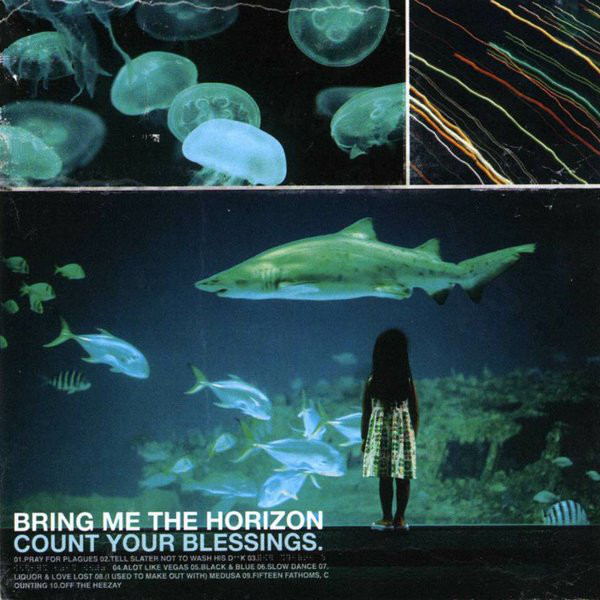 BRING ME THE HORIZON
COUNT YOUR BLESSINGS.
01.PRAY FOR PLAGUES 02.TELL SLATER NOT TO WASH HIS D**K 03.
04.ALOT LIKE VEGAS 05.BLACK & BLUE 06.SLOW DANCE 07.
LIQUOR & LOVE LOST 08.(I USED TO MAKE OUT WITH) MEDUSA 09.FIFTEEN FATHOMS, C
OUNTING 10.OFF THE HEEZAY